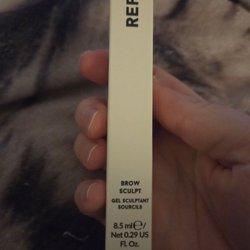 REF
BROW
SCULPT
GEL SCULPTANT
SOURCILS
8.5 ml ℮/
Net 0.29 US
Fl. Oz.